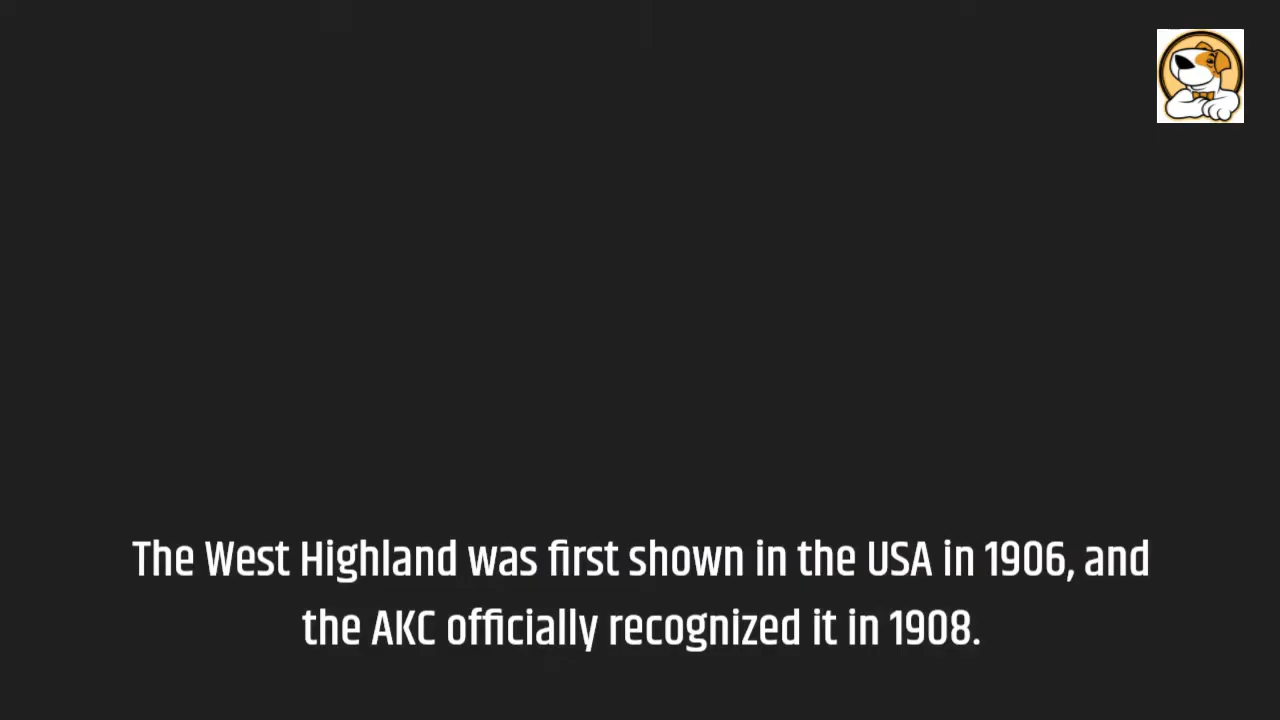 The West Highland was first shown in the USA in 1906, and
the AKC officially recognized it in 1908.